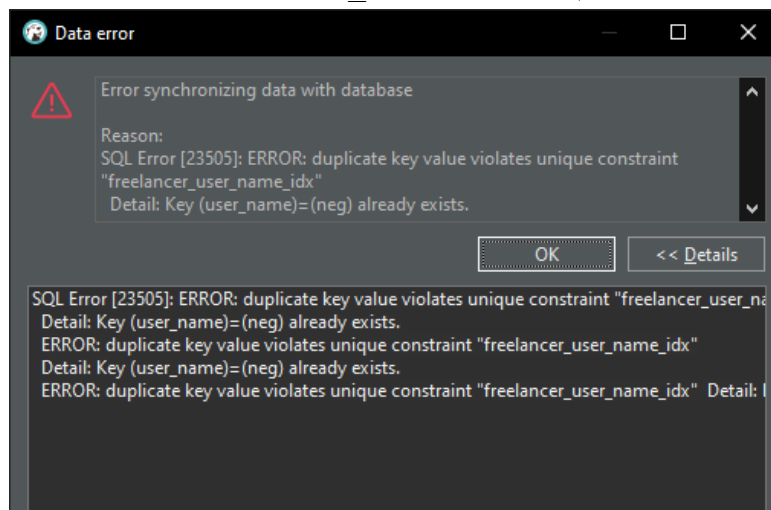 Data error
Error synchronizing data with database
Reason:
SQL Error [23505]: ERROR: duplicate key value violates unique constraint
"freelancer_user_name_idx"
Detail: Key (user_name)=(neg) already exists.
OK
<< Details
SQL Error [23505]: ERROR: duplicate key value violates unique constraint "freelancer_user_na
Detail: Key (user_name)=(neg) already exists.
ERROR: duplicate key value violates unique constraint "freelancer_user_name_idx"
Detail: Key (user_name)=(neg) already exists.
ERROR: duplicate key value violates unique constraint "freelancer_user_name_idx" Detail: